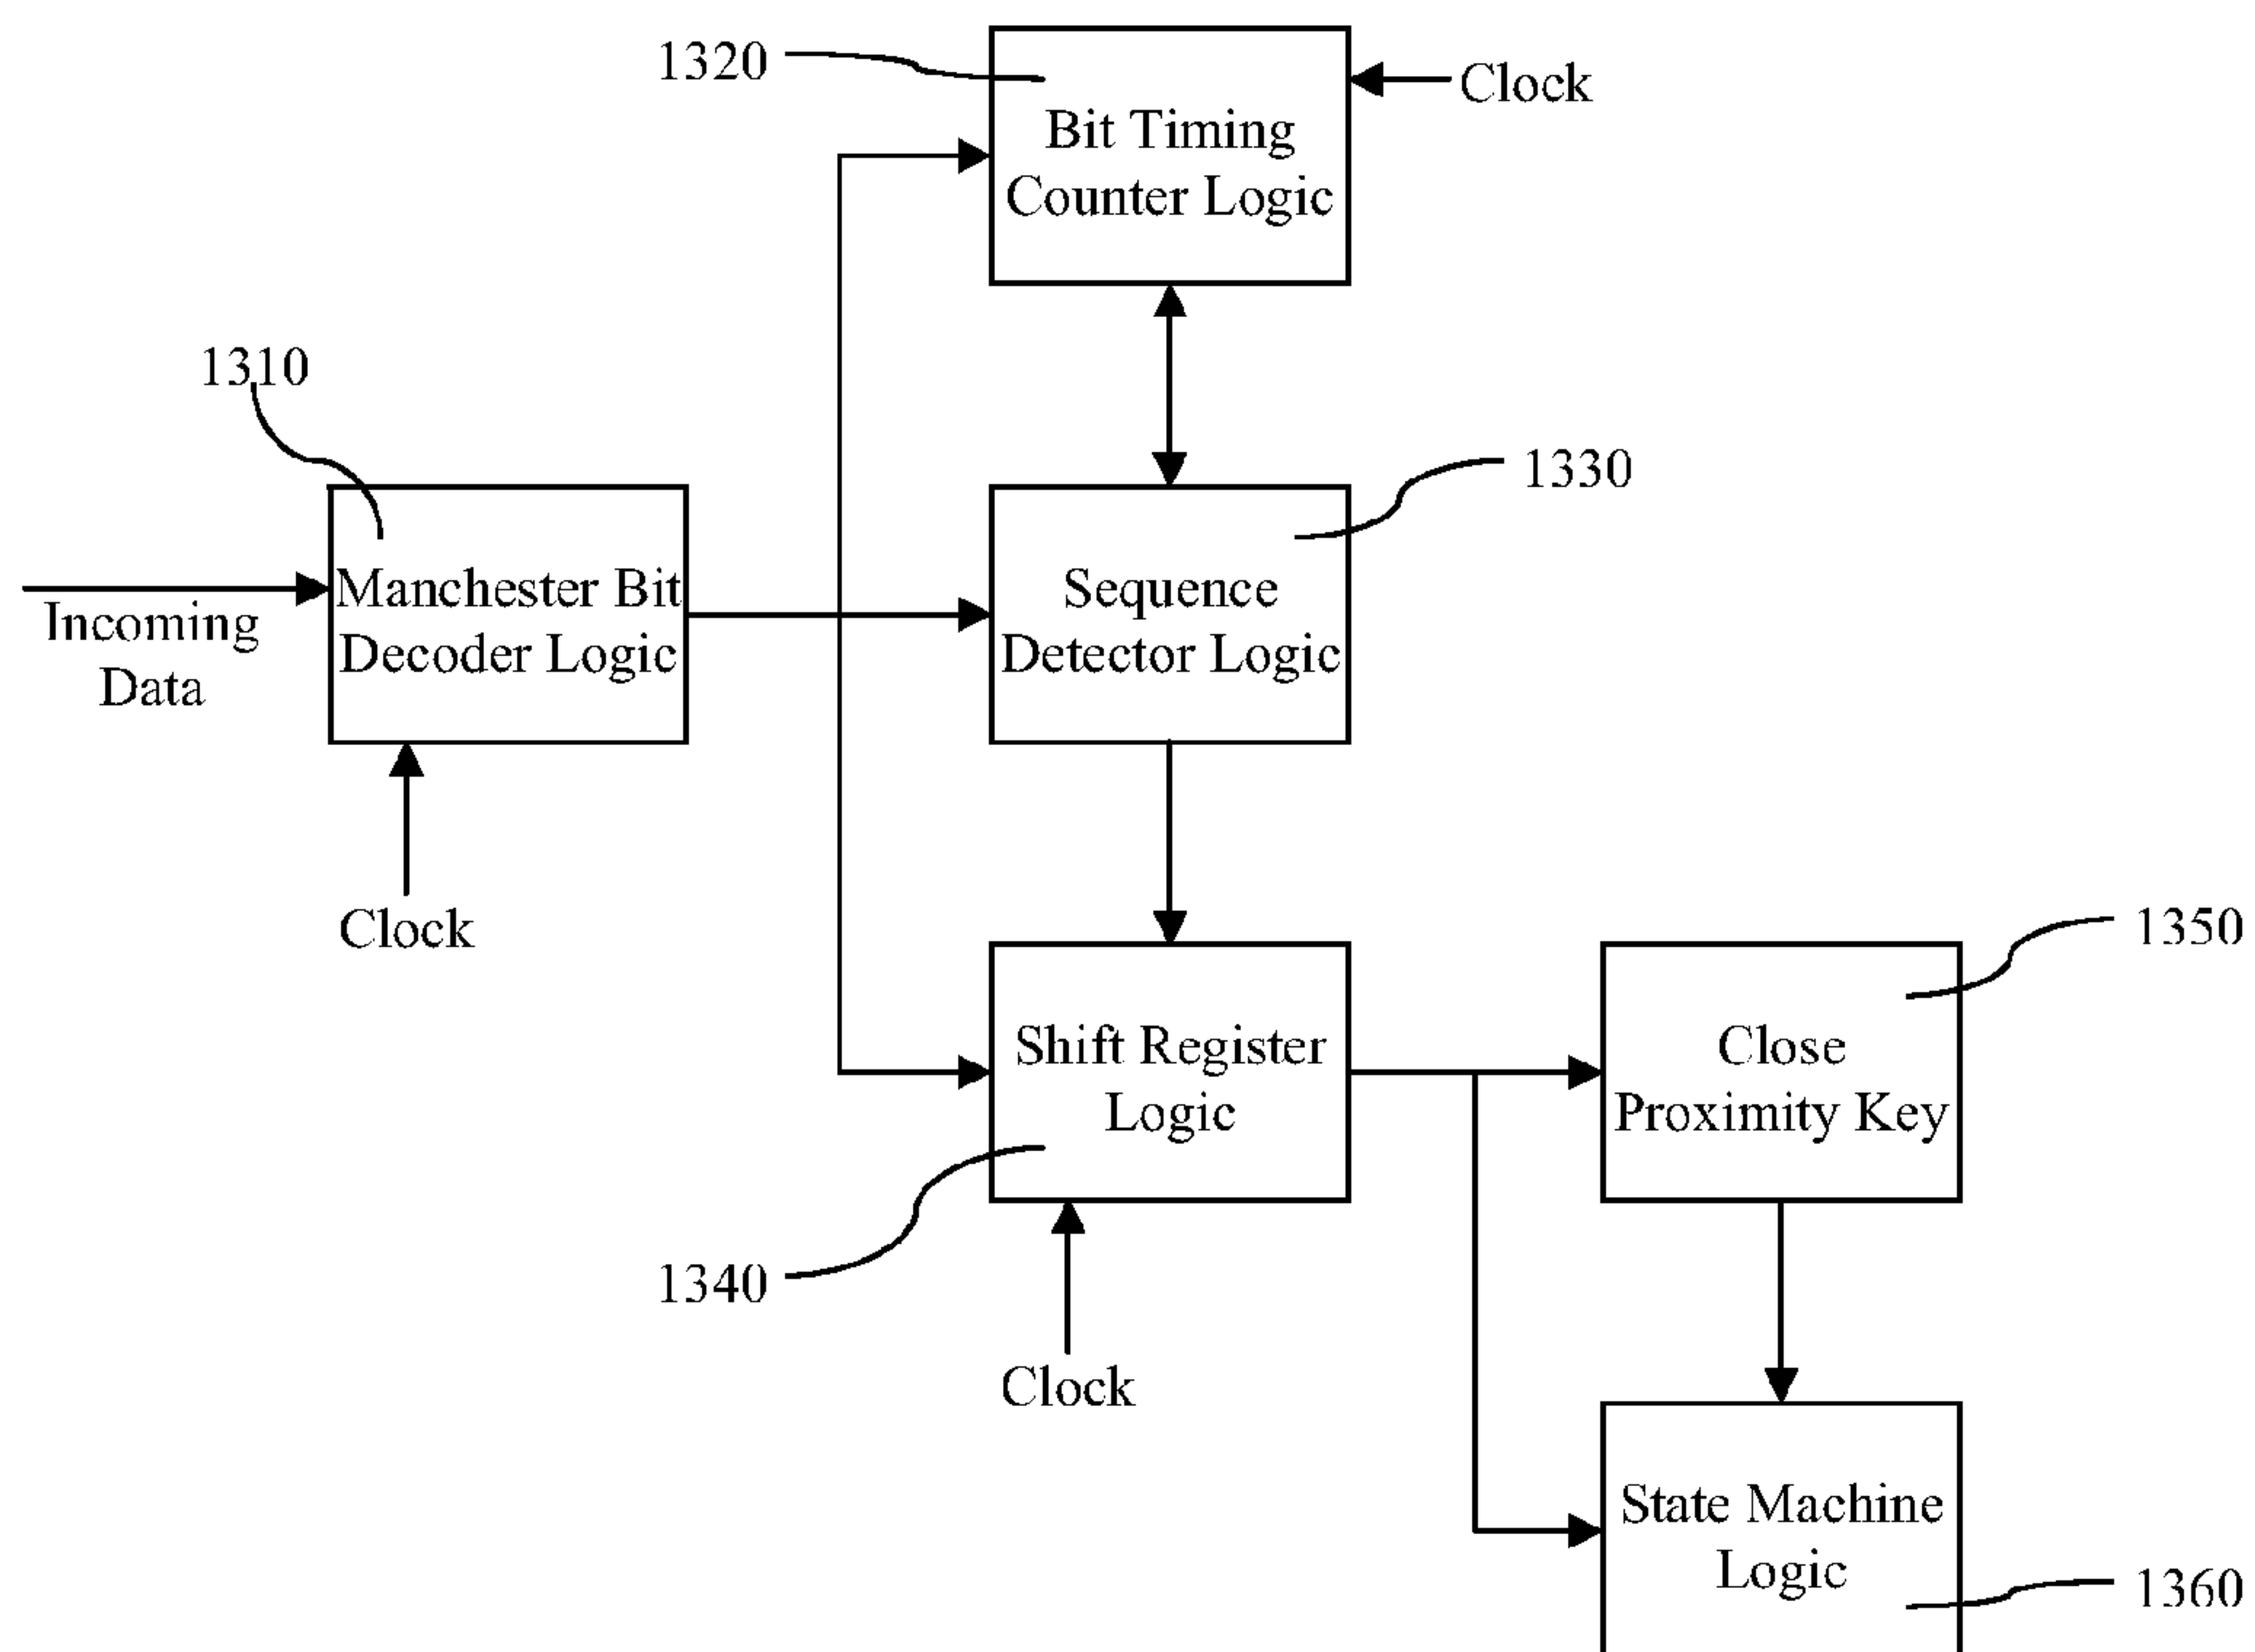 1320
Clock
Bit Timing
Counter Logic
1310
1330
Manchester Bit
Decoder Logic
Incoming
Data
Sequence
Detector Logic
Clock
1350
Shift Register
Logic
Close
Proximity Key
1340
Clock
State Machine
Logic
1360